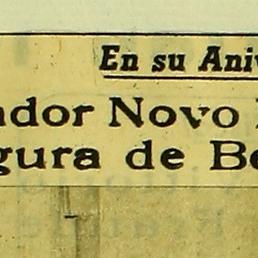 En su Ani
ador Novo
gura de Be